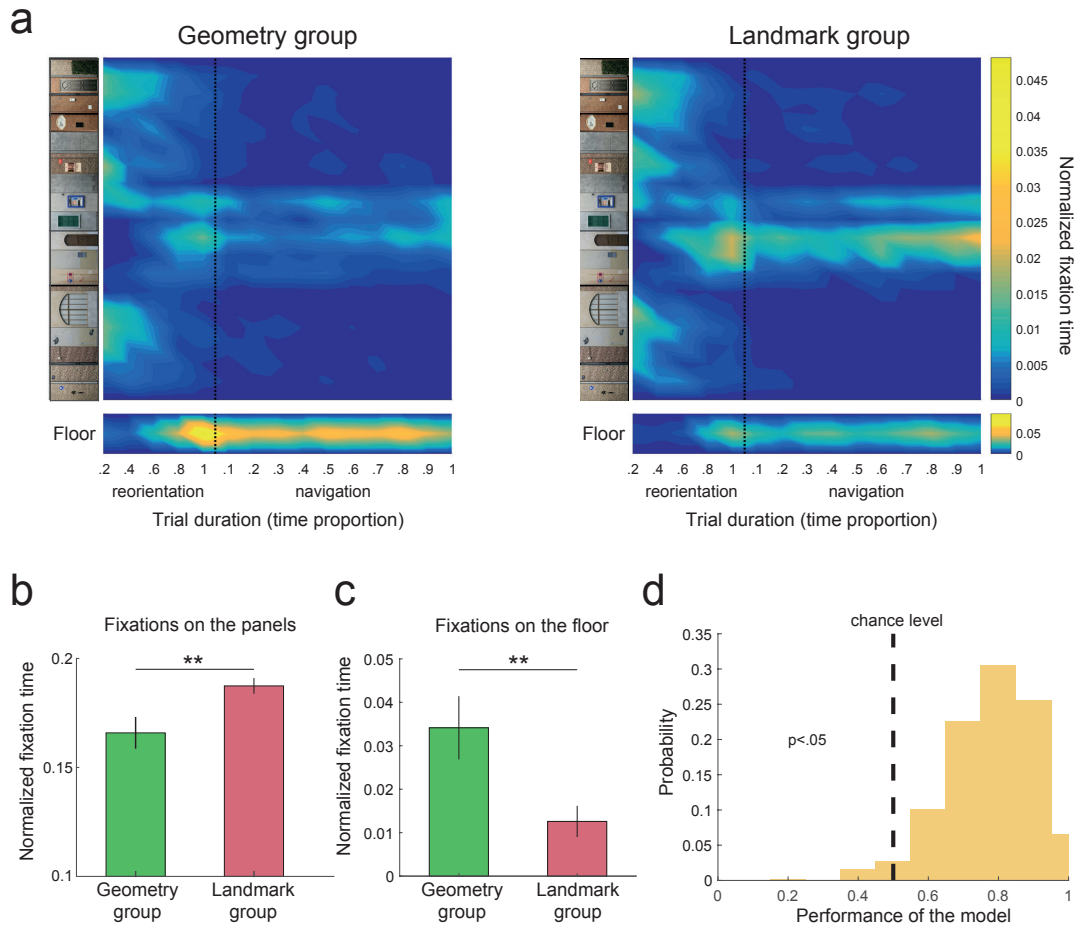 a
Geometry group
Landmark group
0.045
0.04
0.035
0.03
0.025
0.02
0.015
0.01
0.005
0
Normalized fixation time
Floor
Floor
0.05
0
.2 .4 .6 .8 1 .1 .2 .3 .4 .5 .6 .7 .8 .9 1
.2 .4 .6 .8 1 .1 .2 .3 .4 .5 .6 .7 .8 .9 1
reorientation navigation
reorientation navigation
Trial duration (time proportion)
Trial duration (time proportion)
b
Fixations on the panels
**
Normalized fixation time
0.2
0.15
0.1
Geometry group
Landmark group
c
Fixations on the floor
**
Normalized fixation time
0.05
0.04
0.03
0.02
0.01
0
Geometry group
Landmark group
d
chance level
p<.05
Probability
0.35
0.3
0.25
0.2
0.15
0.1
0.05
0
0 0.2 0.4 0.6 0.8 1
Performance of the model